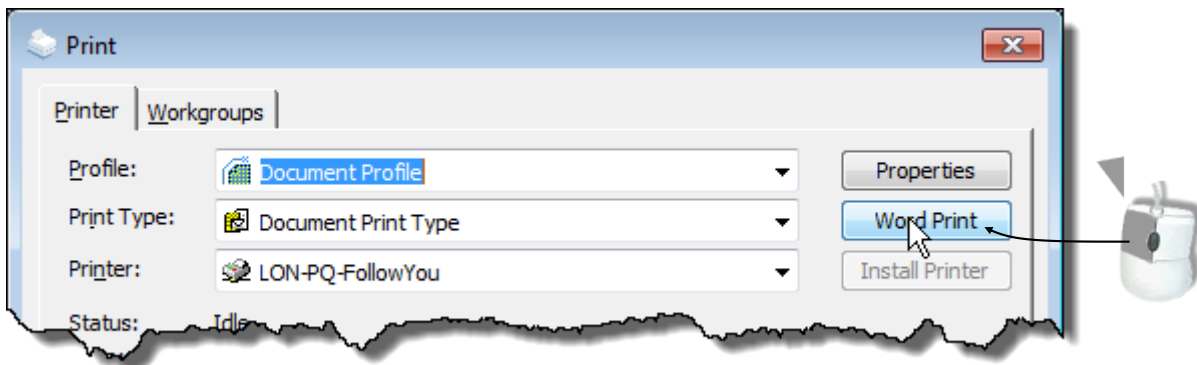 Print
Printer Workgroups
Profile: Document Profile Properties
Print Type: Document Print Type Word Print
Printer: LON-PQ-FollowYou Install Printer
Status: Idle